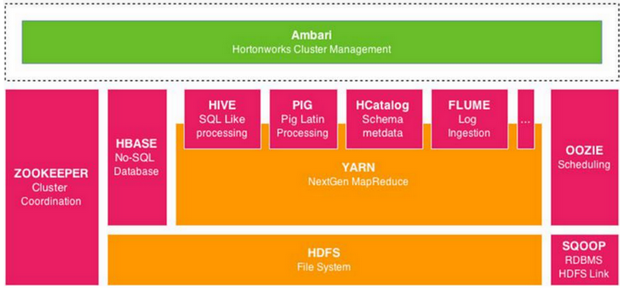 Ambari
Hortonworks Cluster Management
ZOOKEEPER
Cluster
Coordination
HBASE
No-SQL
Database
HIVE
SQL Like
processing
PIG
Pig Latin
Processing
HCatalog
Schema
metdata
FLUME
Log
Ingestion
...
YARN
NextGen MapReduce
OOZIE
Scheduling
HDFS
File System
SQOOP
RDBMS
HDFS Link